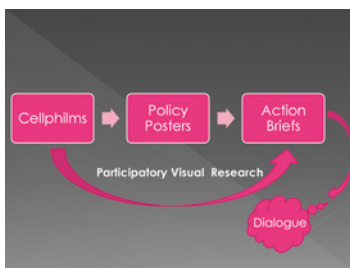 Cellphilms
Policy
Posters
Action
Briefs
Participatory Visual Research
Dialogue